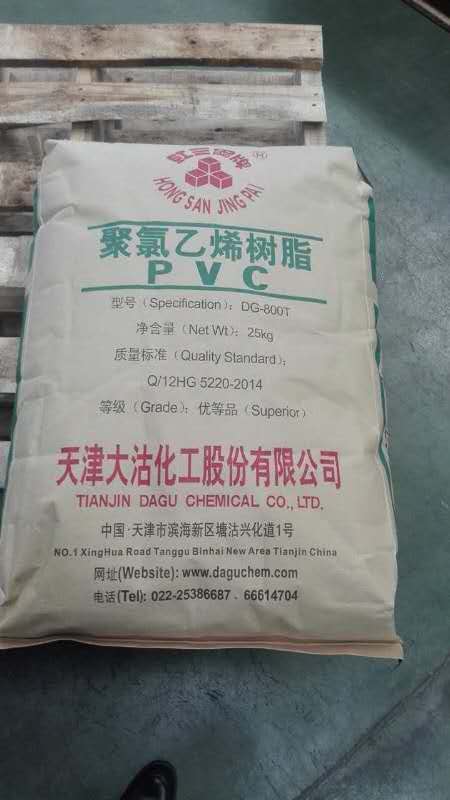 红三晶牌®
HONG SAN JING PAI
聚氯乙烯树脂
PVC
型号(Specification): DG-800T
净含量(Net Wt): 25kg
质量标准(Quality Standard):
Q/12HG 5220-2014
等级(Grade): 优等品(Superior)
天津大沽化工股份有限公司
TIANJIN DAGU CHEMICAL CO., LTD.
中国·天津市滨海新区塘沽兴化道1号
NO.1 XingHua Road Tanggu Binhai New Area Tianjin China
网址(Website): www.daguchem.com
电话(Tel): 022-25386687、66614704